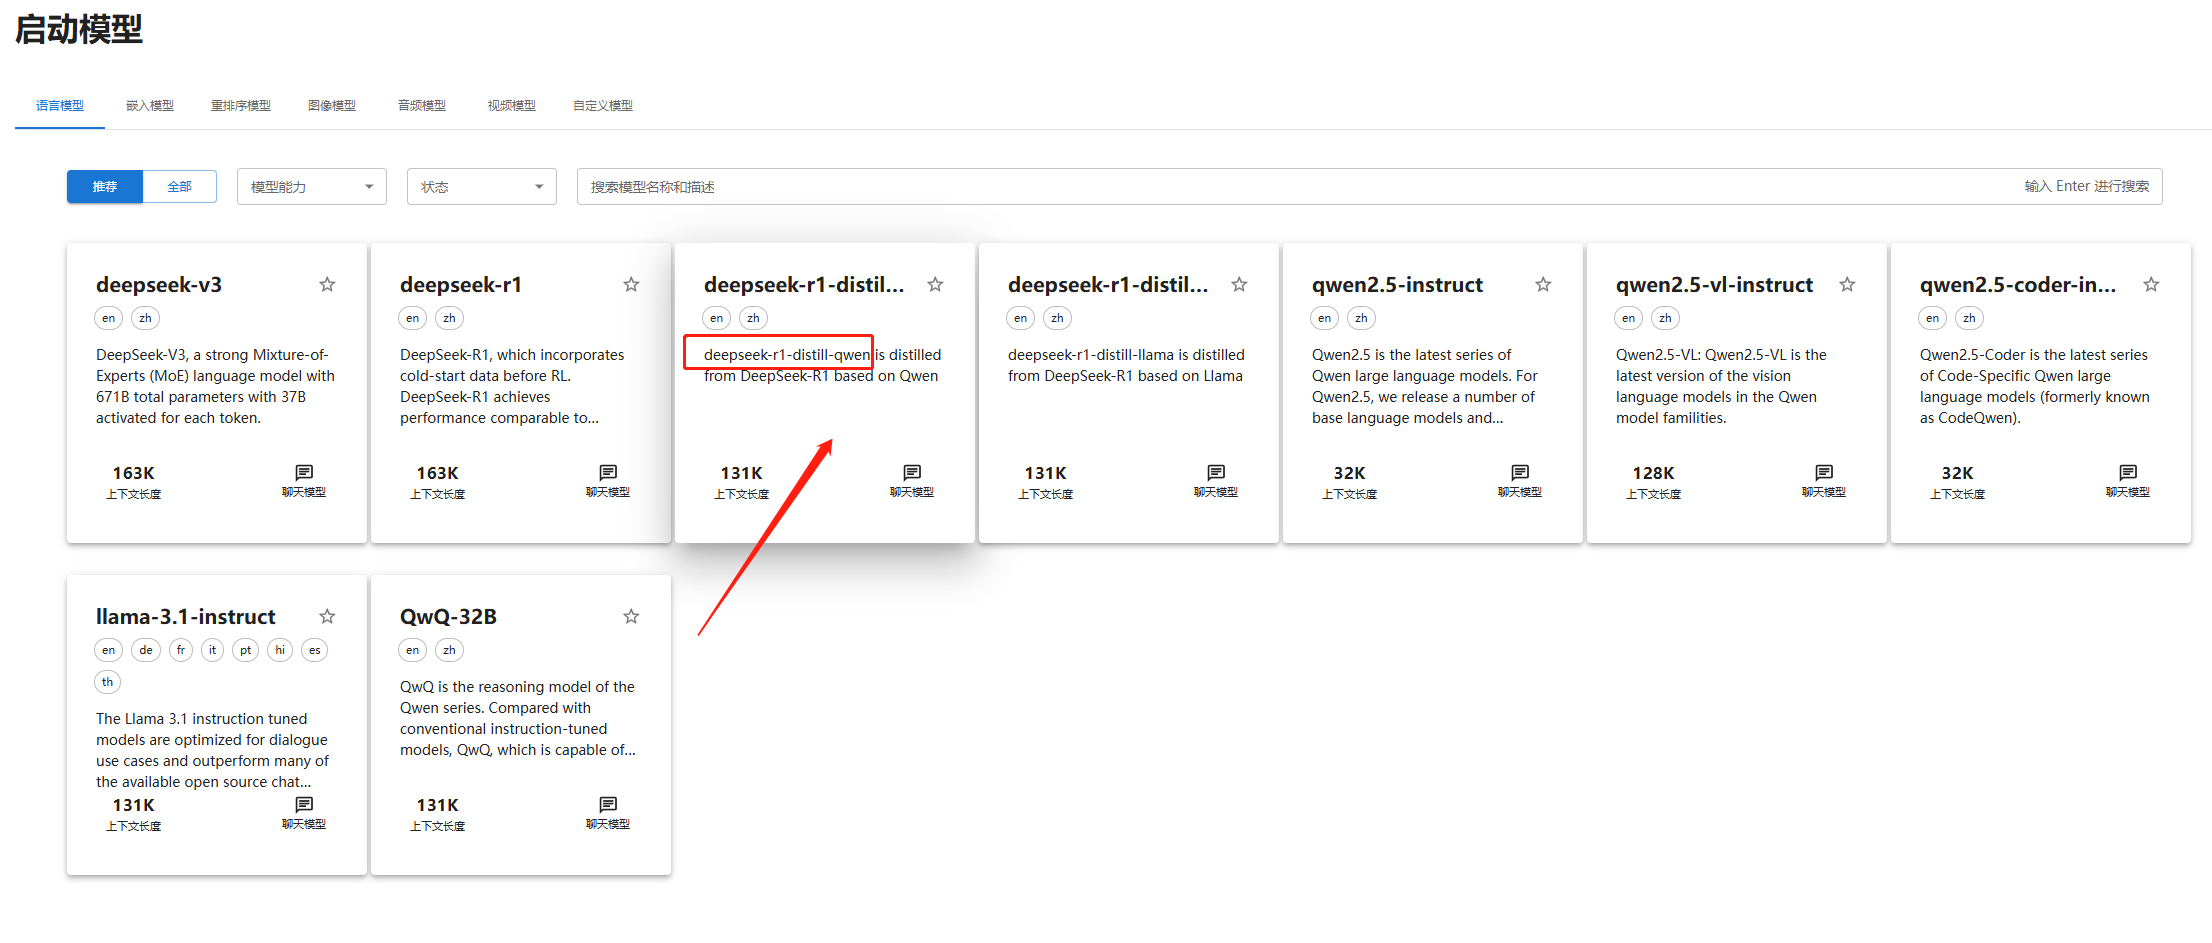 启动模型
语言模型
嵌入模型
重排序模型
图像模型
音频模型
视频模型
自定义模型
推荐
全部
模型能力
状态
搜索模型名称和描述
输入 Enter 进行搜索
deepseek-v3
en zh
DeepSeek-V3, a strong Mixture-of-
Experts (MoE) language model with
671B total parameters with 37B
activated for each token.
163K
上下文长度
聊天模型
deepseek-r1
en zh
DeepSeek-R1, which incorporates
cold-start data before RL.
DeepSeek-R1 achieves
performance comparable to...
163K
上下文长度
聊天模型
deepseek-r1-distil...
en zh
deepseek-r1-distill-qwen is distilled
from DeepSeek-R1 based on Qwen
131K
上下文长度
聊天模型
deepseek-r1-distil...
en zh
deepseek-r1-distill-llama is distilled
from DeepSeek-R1 based on Llama
131K
上下文长度
聊天模型
qwen2.5-instruct
en zh
Qwen2.5 is the latest series of
Qwen large language models. For
Qwen2.5, we release a number of
base language models and...
32K
上下文长度
聊天模型
qwen2.5-vl-instruct
en zh
Qwen2.5-VL: Qwen2.5-VL is the
latest version of the vision
language models in the Qwen
model familities.
128K
上下文长度
聊天模型
qwen2.5-coder-in...
en zh
Qwen2.5-Coder is the latest series
of Code-Specific Qwen large
language models (formerly known
as CodeQwen).
32K
上下文长度
聊天模型
llama-3.1-instruct
en de fr it pt hi es
th
The Llama 3.1 instruction tuned
models are optimized for dialogue
use cases and outperform many of
the available open source chat...
131K
上下文长度
聊天模型
QwQ-32B
en zh
QwQ is the reasoning model of the
Qwen series. Compared with
conventional instruction-tuned
models, QwQ, which is capable of...
131K
上下文长度
聊天模型